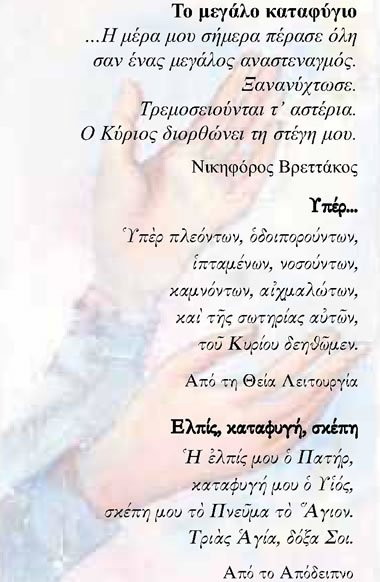 Το μεγάλο καταφύγιο
...Η μέρα μου σήμερα πέρασε όλη
σαν ένας μεγάλος αναστεναγμός.
Ξανανύχτωσε.
Τρεμοσειούνται τ' αστέρια.
Ο Κύριος διορθώνει τη στέγη μου.
Νικηφόρος Βρεττάκος
Υπέρ...
Ὑπὲρ πλεόντων, ὁδοιπορούντων,
ἱπταμένων, νοσούντων,
καμνόντων, αἰχμαλώτων,
καὶ τῆς σωτηρίας αὐτῶν,
τοῦ Κυρίου δεηθῶμεν.
Από τη Θεία Λειτουργία
Ελπίς, καταφυγή, σκέπη
Ἡ ἐλπίς μου ὁ Πατήρ,
καταφυγή μου ὁ Υἱός,
σκέπη μου τὸ Πνεῦμα τὸ Ἅγιον.
Τριὰς Ἁγία, δόξα Σοι.
Από το Απόδειπνο